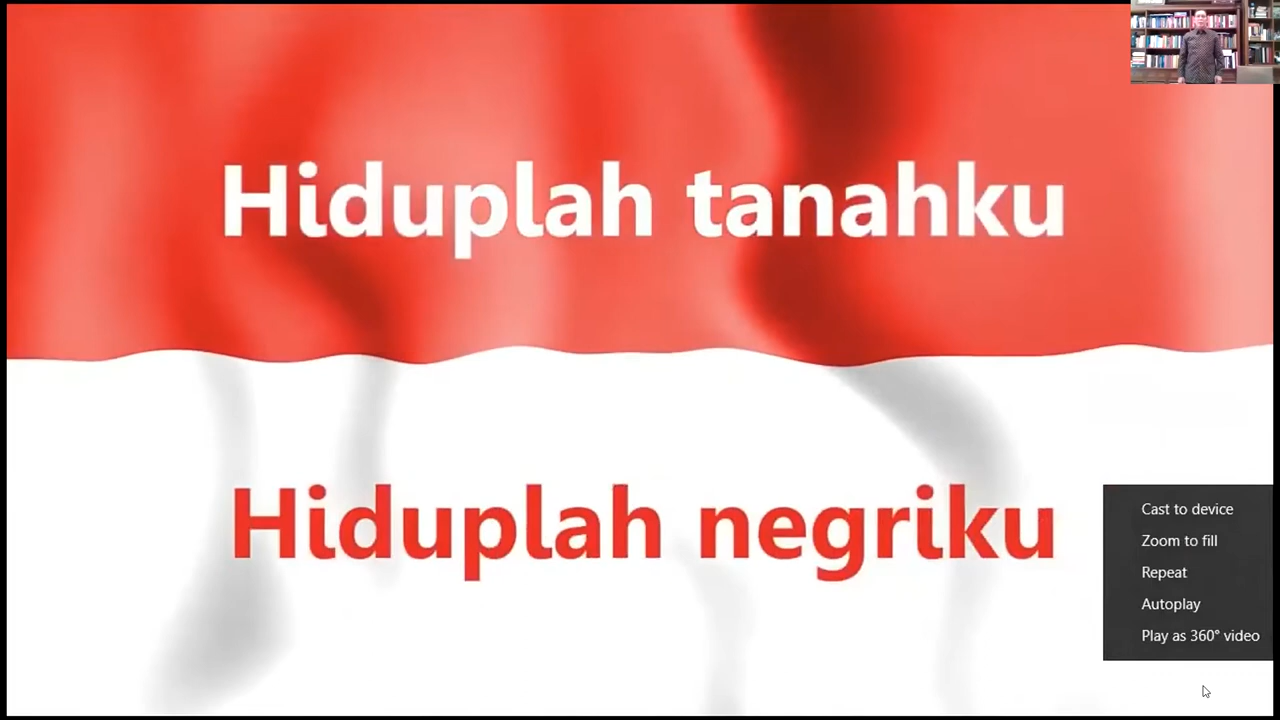 Hiduplah tanahku
Hiduplah negriku
Cast to device
Zoom to fill
Repeat
Autoplay
Play as 360° video